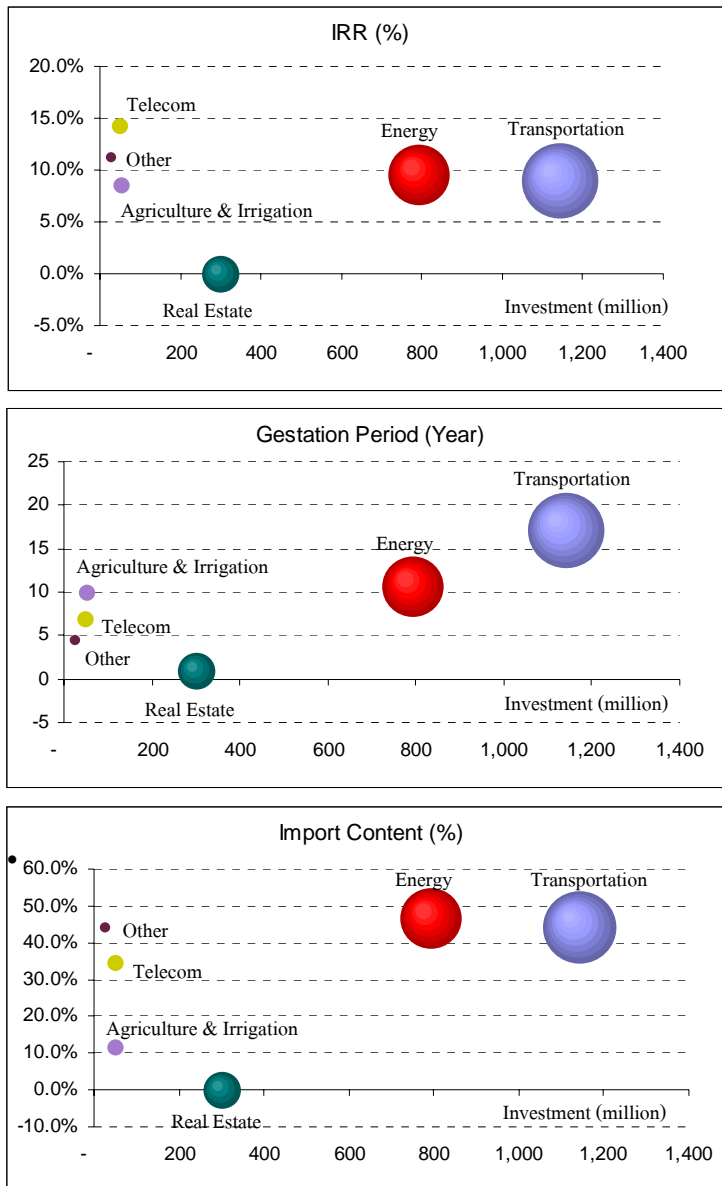 IRR (%)
20.0%
Telecom
15.0%
Energy
Transportation
Other
10.0%
Agriculture & Irrigation
5.0%
0.0%
Real Estate
Investment (million)
-5.0%
- 200 400 600 800 1,000 1,200 1,400
Gestation Period (Year)
25
Transportation
20
15
Energy
Agriculture & Irrigation
10
Telecom
5
Other
0
Real Estate
Investment (million)
-5
- 200 400 600 800 1,000 1,200 1,400
Import Content (%)
60.0%
Energy
Transportation
50.0%
Other
40.0%
Telecom
30.0%
20.0%
Agriculture & Irrigation
10.0%
0.0%
Real Estate
Investment (million)
-10.0%
- 200 400 600 800 1,000 1,200 1,400